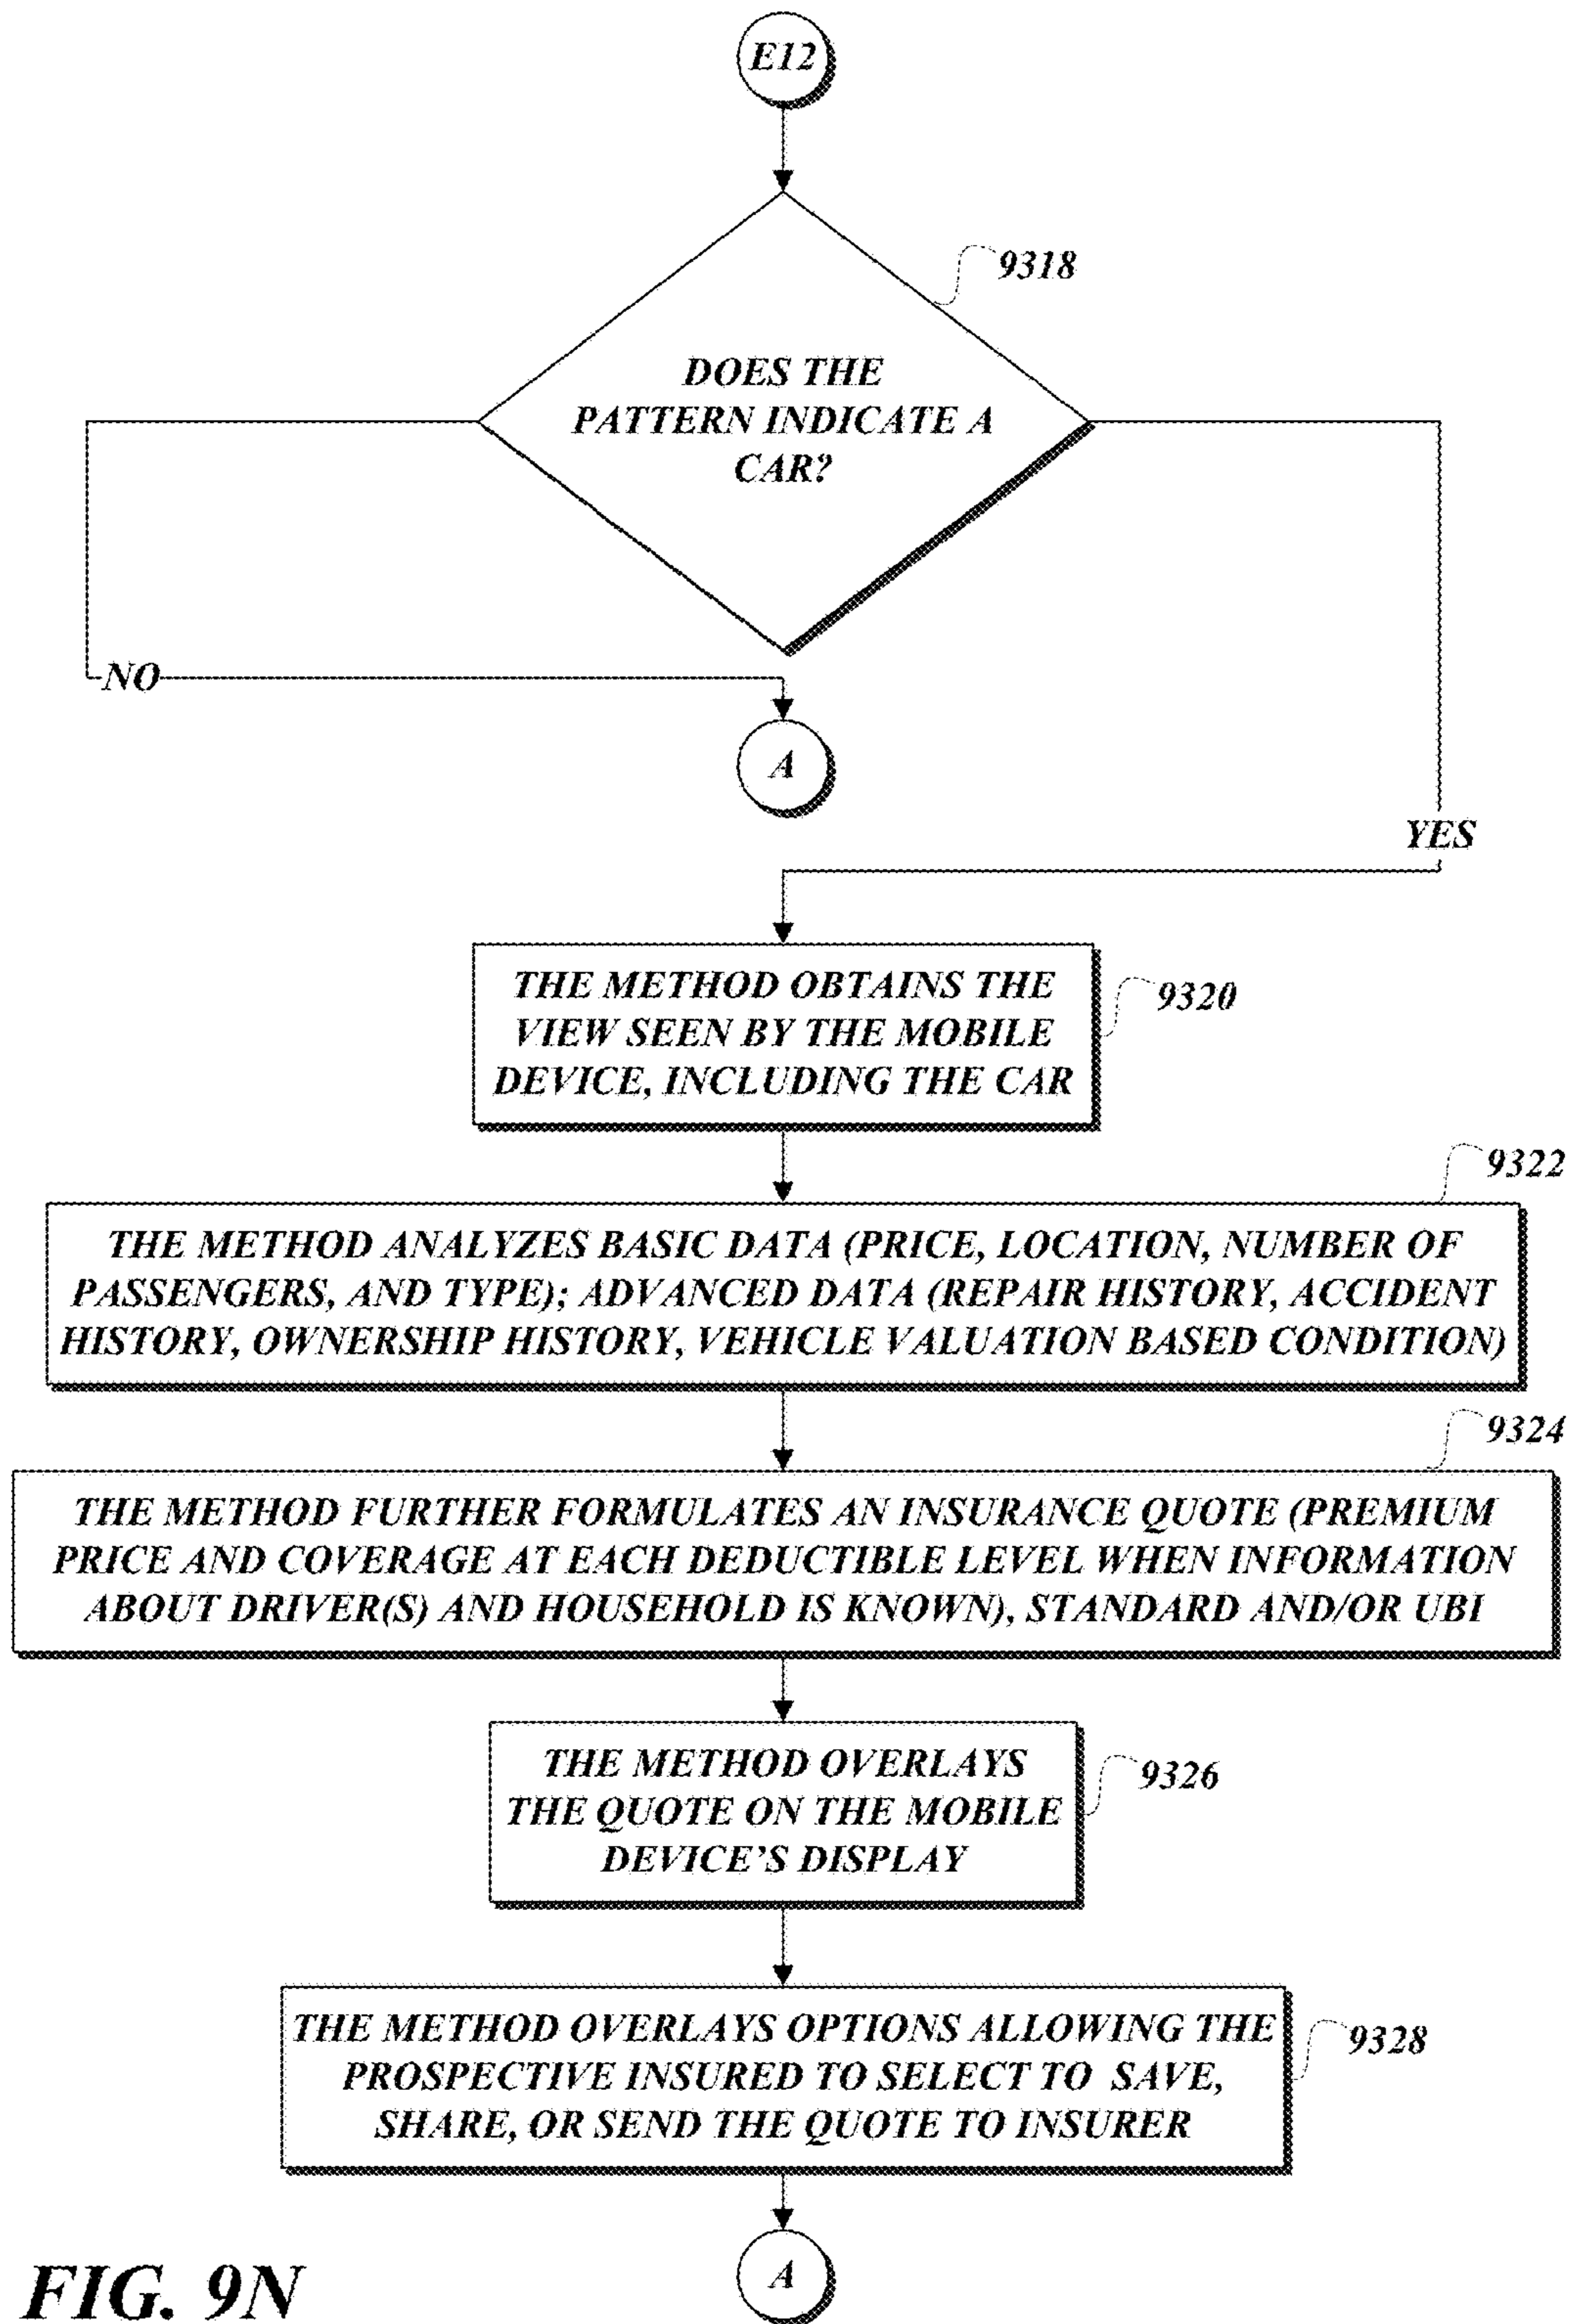 E12
9318
DOES THE
PATTERN INDICATE A
CAR?
NO
A
YES
THE METHOD OBTAINS THE
VIEW SEEN BY THE MOBILE
DEVICE, INCLUDING THE CAR
9320
9322
THE METHOD ANALYZES BASIC DATA (PRICE, LOCATION, NUMBER OF
PASSENGERS, AND TYPE); ADVANCED DATA (REPAIR HISTORY, ACCIDENT
HISTORY, OWNERSHIP HISTORY, VEHICLE VALUATION BASED CONDITION)
9324
THE METHOD FURTHER FORMULATES AN INSURANCE QUOTE (PREMIUM
PRICE AND COVERAGE AT EACH DEDUCTIBLE LEVEL WHEN INFORMATION
ABOUT DRIVER(S) AND HOUSEHOLD IS KNOWN), STANDARD AND/OR UBI
THE METHOD OVERLAYS
THE QUOTE ON THE MOBILE
DEVICE'S DISPLAY
9326
THE METHOD OVERLAYS OPTIONS ALLOWING THE
PROSPECTIVE INSURED TO SELECT TO SAVE,
SHARE, OR SEND THE QUOTE TO INSURER
9328
A
FIG. 9N